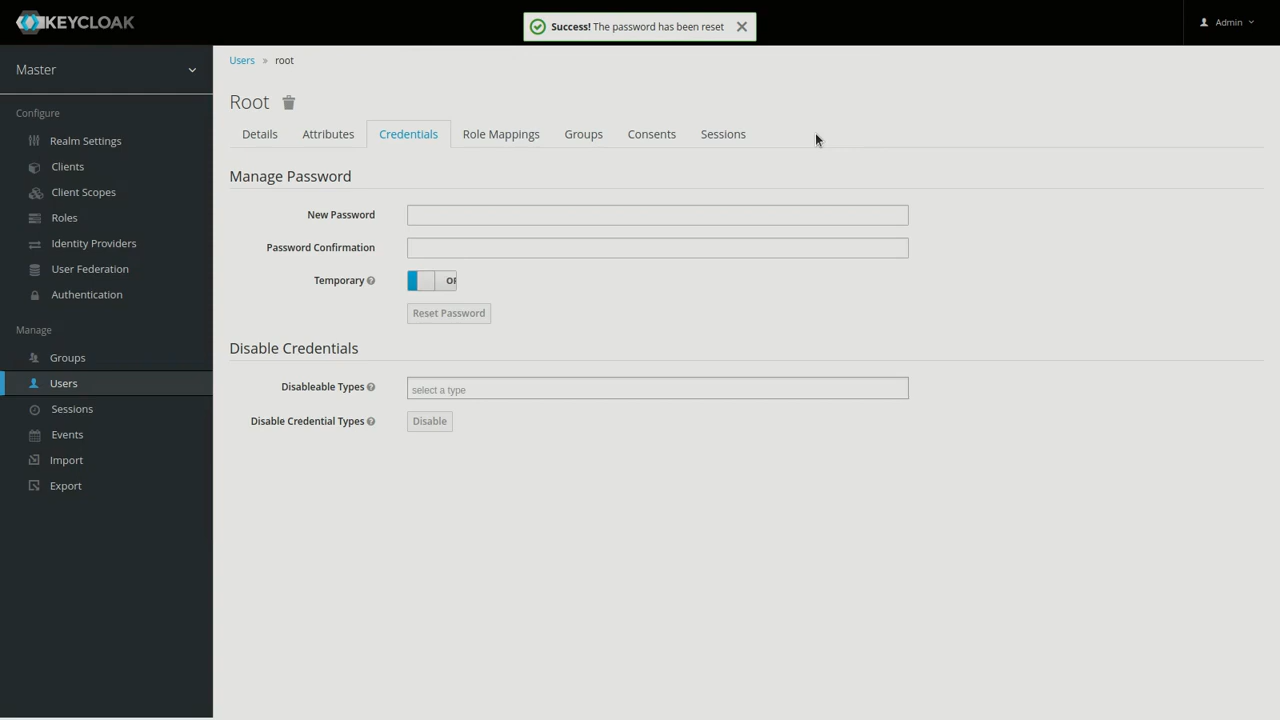 KEYCLOAK
Success! The password has been reset
Admin
Master
Users » root
Root
Configure
Details
Attributes
Credentials
Role Mappings
Groups
Consents
Sessions
Realm Settings
Clients
Client Scopes
Roles
Identity Providers
User Federation
Authentication
Manage
Groups
Users
Sessions
Events
Import
Export
Manage Password
New Password
Password Confirmation
Temporary
Reset Password
Disable Credentials
Disableable Types
select a type
Disable Credential Types
Disable